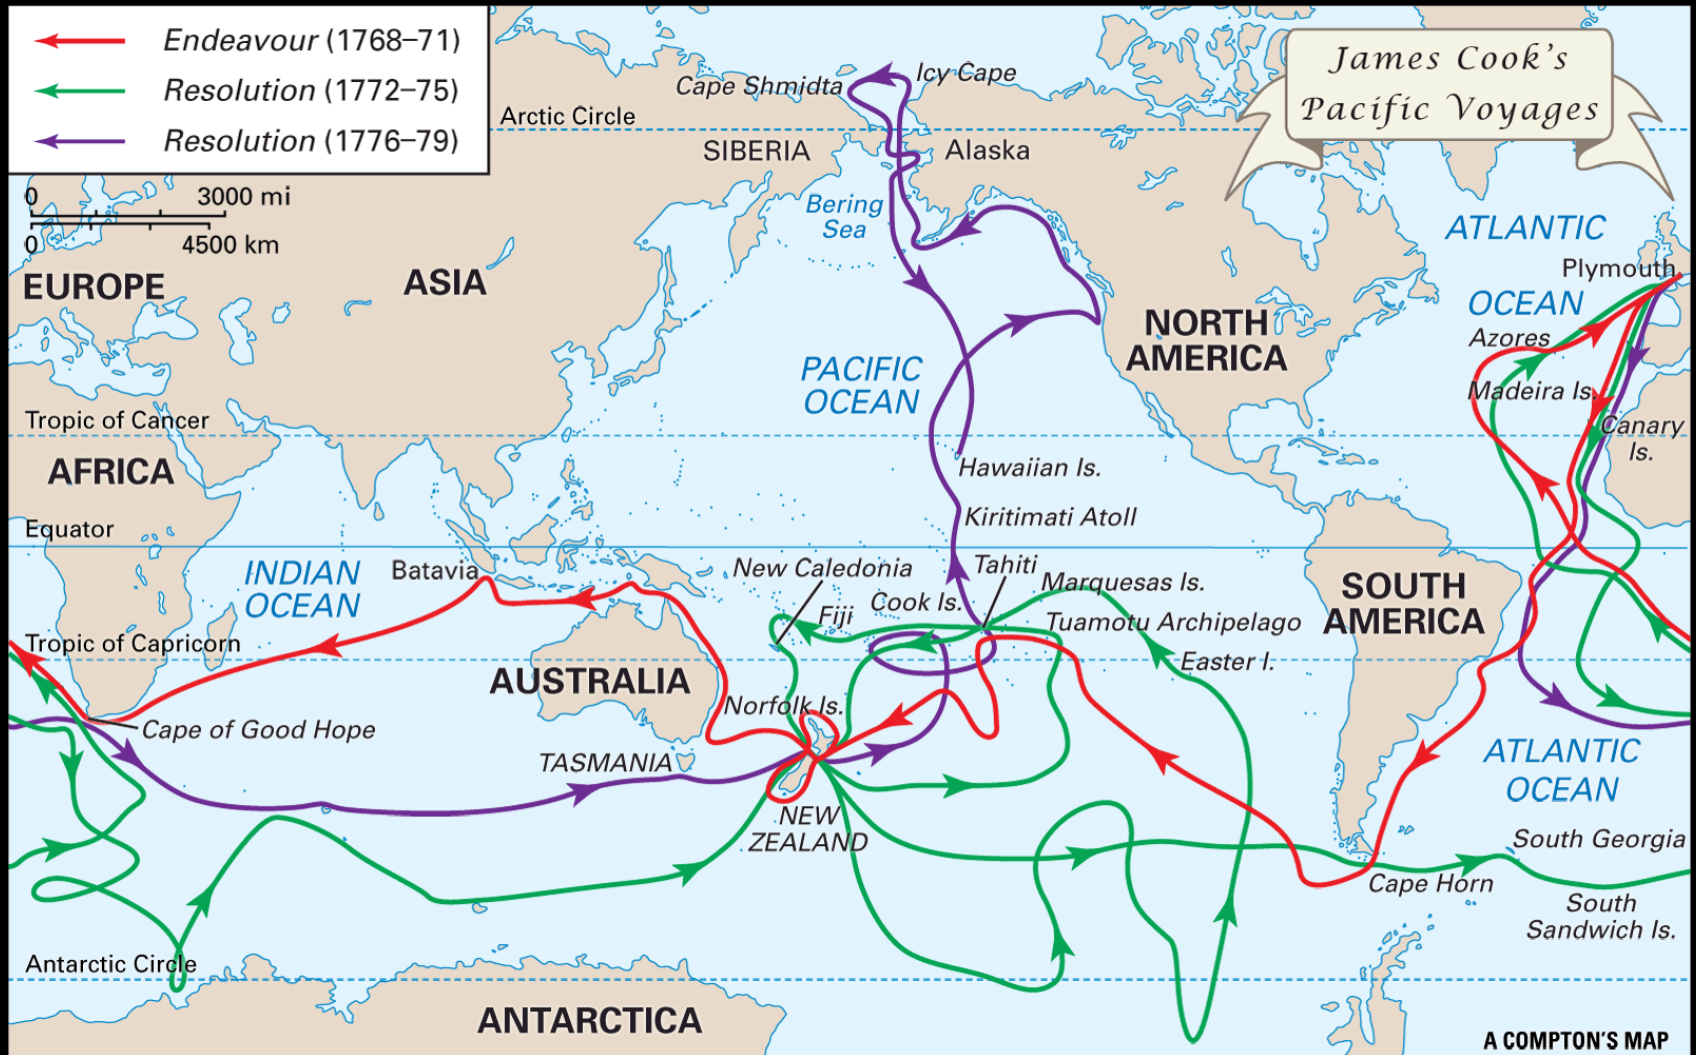 Endeavour (1768–71)
Resolution (1772–75)
Resolution (1776–79)
0 3000 mi
0 4500 km
James Cook's
Pacific Voyages
Cape Shmidta
Icy Cape
Arctic Circle
SIBERIA
Alaska
Bering
Sea
ATLANTIC
OCEAN
Plymouth
EUROPE
ASIA
NORTH
AMERICA
Azores
PACIFIC
OCEAN
Madeira Is.
Canary
Is.
Tropic of Cancer
AFRICA
Hawaiian Is.
Kiritimati Atoll
Equator
INDIAN
OCEAN
Batavia
New Caledonia
Tahiti
Marquesas Is.
Fiji
Cook Is.
Tuamotu Archipelago
SOUTH
AMERICA
Tropic of Capricorn
Easter I.
AUSTRALIA
Norfolk Is.
Cape of Good Hope
TASMANIA
NEW
ZEALAND
ATLANTIC
OCEAN
South Georgia
Cape Horn
South
Sandwich Is.
Antarctic Circle
ANTARCTICA
A COMPTON'S MAP